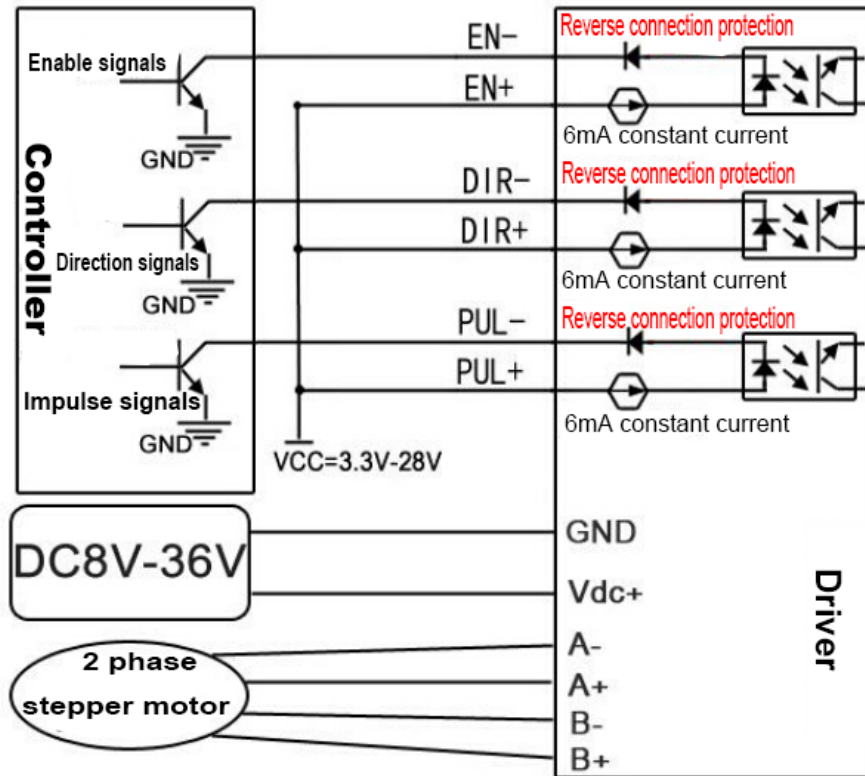 Enable signals
GND
Controller
Direction signals
GND
Impulse signals
GND
EN-
EN+
DIR-
DIR+
PUL-
PUL+
VCC=3.3V-28V
Reverse connection protection
6mA constant current
Reverse connection protection
6mA constant current
Reverse connection protection
6mA constant current
DC8V-36V
GND
Vdc+
2 phase
stepper motor
A-
A+
B-
B+
Driver